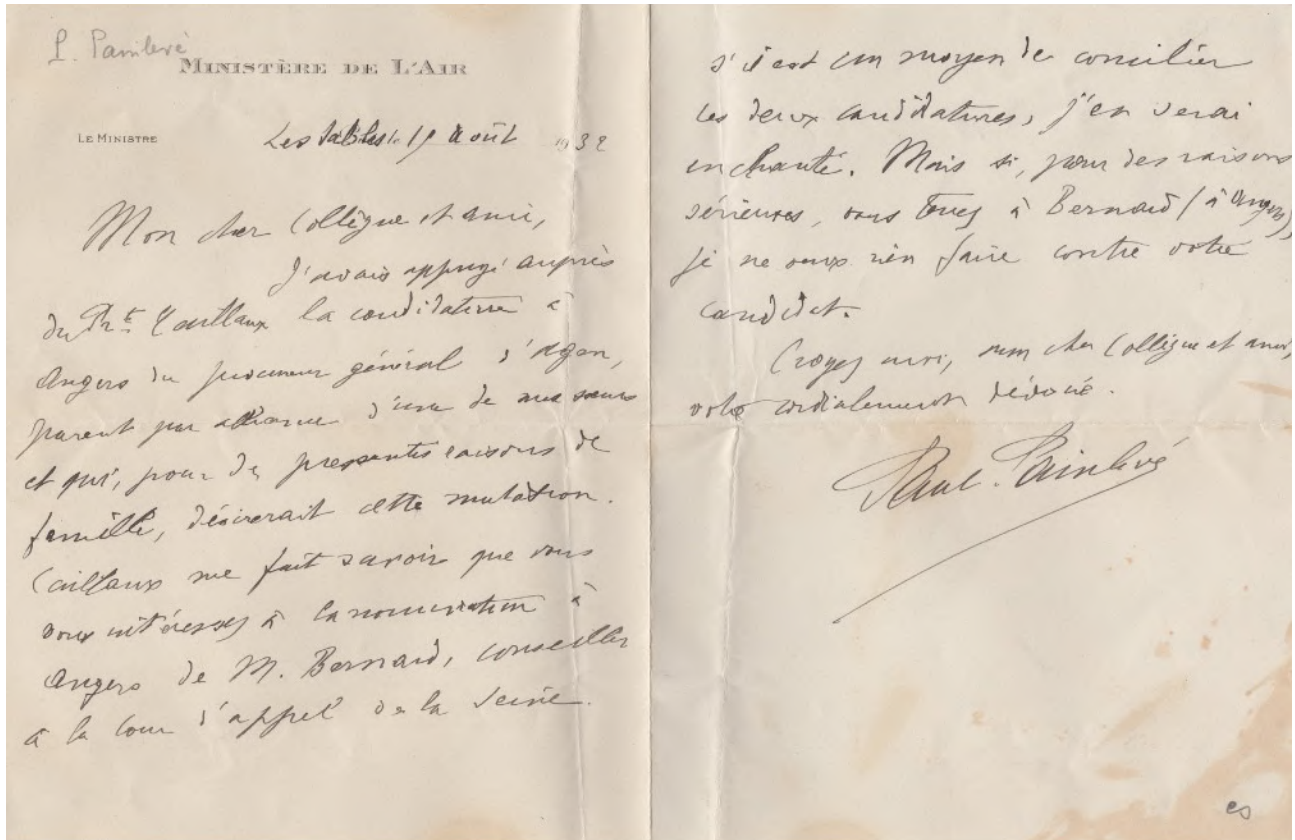 P. Painlevé
MINISTÈRE DE L'AIR
LE MINISTRE
Les Sables le 19 Août 1932
Mon cher Collègue et ami,
J'avais appuyé auprès
du Pr.t Caillaux la candidature à
Angers du procureur général d'Agen,
parent par alliance d'une de mes sœurs
et qui, pour de pressantes raisons de
famille, désirerait cette mutation.
Caillaux me fait savoir que vous
vous intéressez à la nomination à
Angers de M. Bernard, conseiller
à la Cour d'appel de la Seine.
s'il est un moyen de concilier
les deux candidatures, j'en serai
enchanté. Mais si, pour des raisons
sérieuses, vous tenez à Bernard (à Angers),
je ne veux rien faire contre votre
candidat.
Croyez moi, mon cher Collègue et ami,
votre cordialement dévoué.
Paul Painlevé